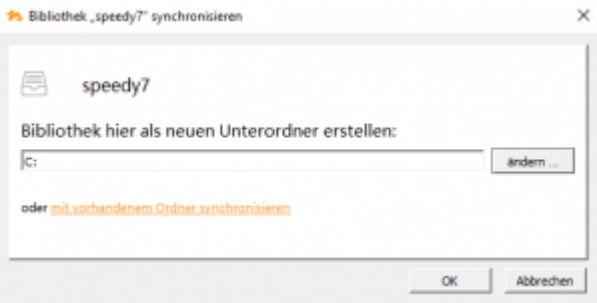 Bibliothek „speedy7" synchronisieren
speedy7
Bibliothek hier als neuen Unterordner erstellen:
C:
ändern ...
oder mit vorhandenem Ordner synchronisieren
OK
Abbrechen